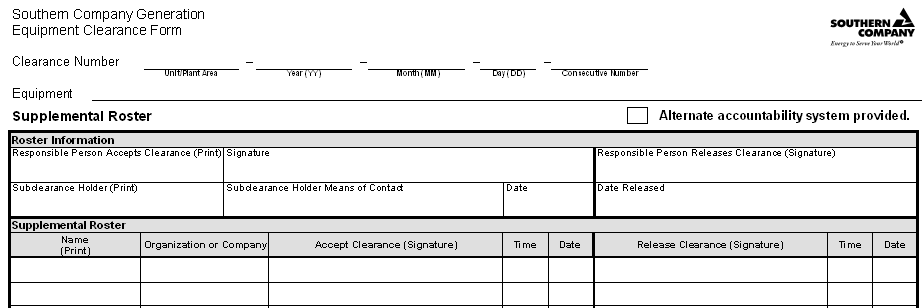 Southern Company Generation
Equipment Clearance Form
SOUTHERN
COMPANY
Energy to Serve Your World
Clearance Number – – – –
Unit/Plant Area Year (YY) Month (MM) Day (DD) Consecutive Number
Equipment
Supplemental Roster Alternate accountability system provided.
Roster Information
Responsible Person Accepts Clearance (Print) Signature Responsible Person Releases Clearance (Signature)
Subclearance Holder (Print) Subclearance Holder Means of Contact Date Date Released
Supplemental Roster
Name
(Print) Organization or Company Accept Clearance (Signature) Time Date Release Clearance (Signature) Time Date